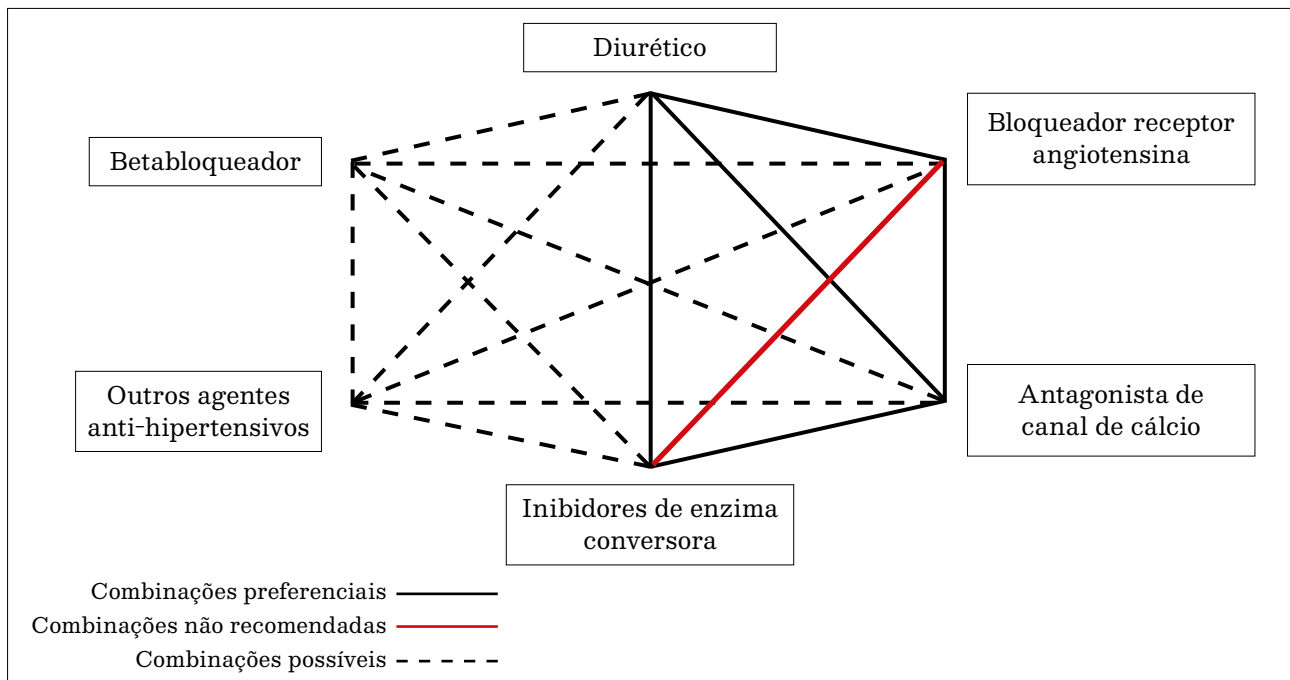 Diurético
Betabloqueador
Bloqueador receptor
angiotensina
Outros agentes
anti-hipertensivos
Antagonista de
canal de cálcio
Inibidores de enzima
conversora
Combinações preferenciais
Combinações não recomendadas
Combinações possíveis